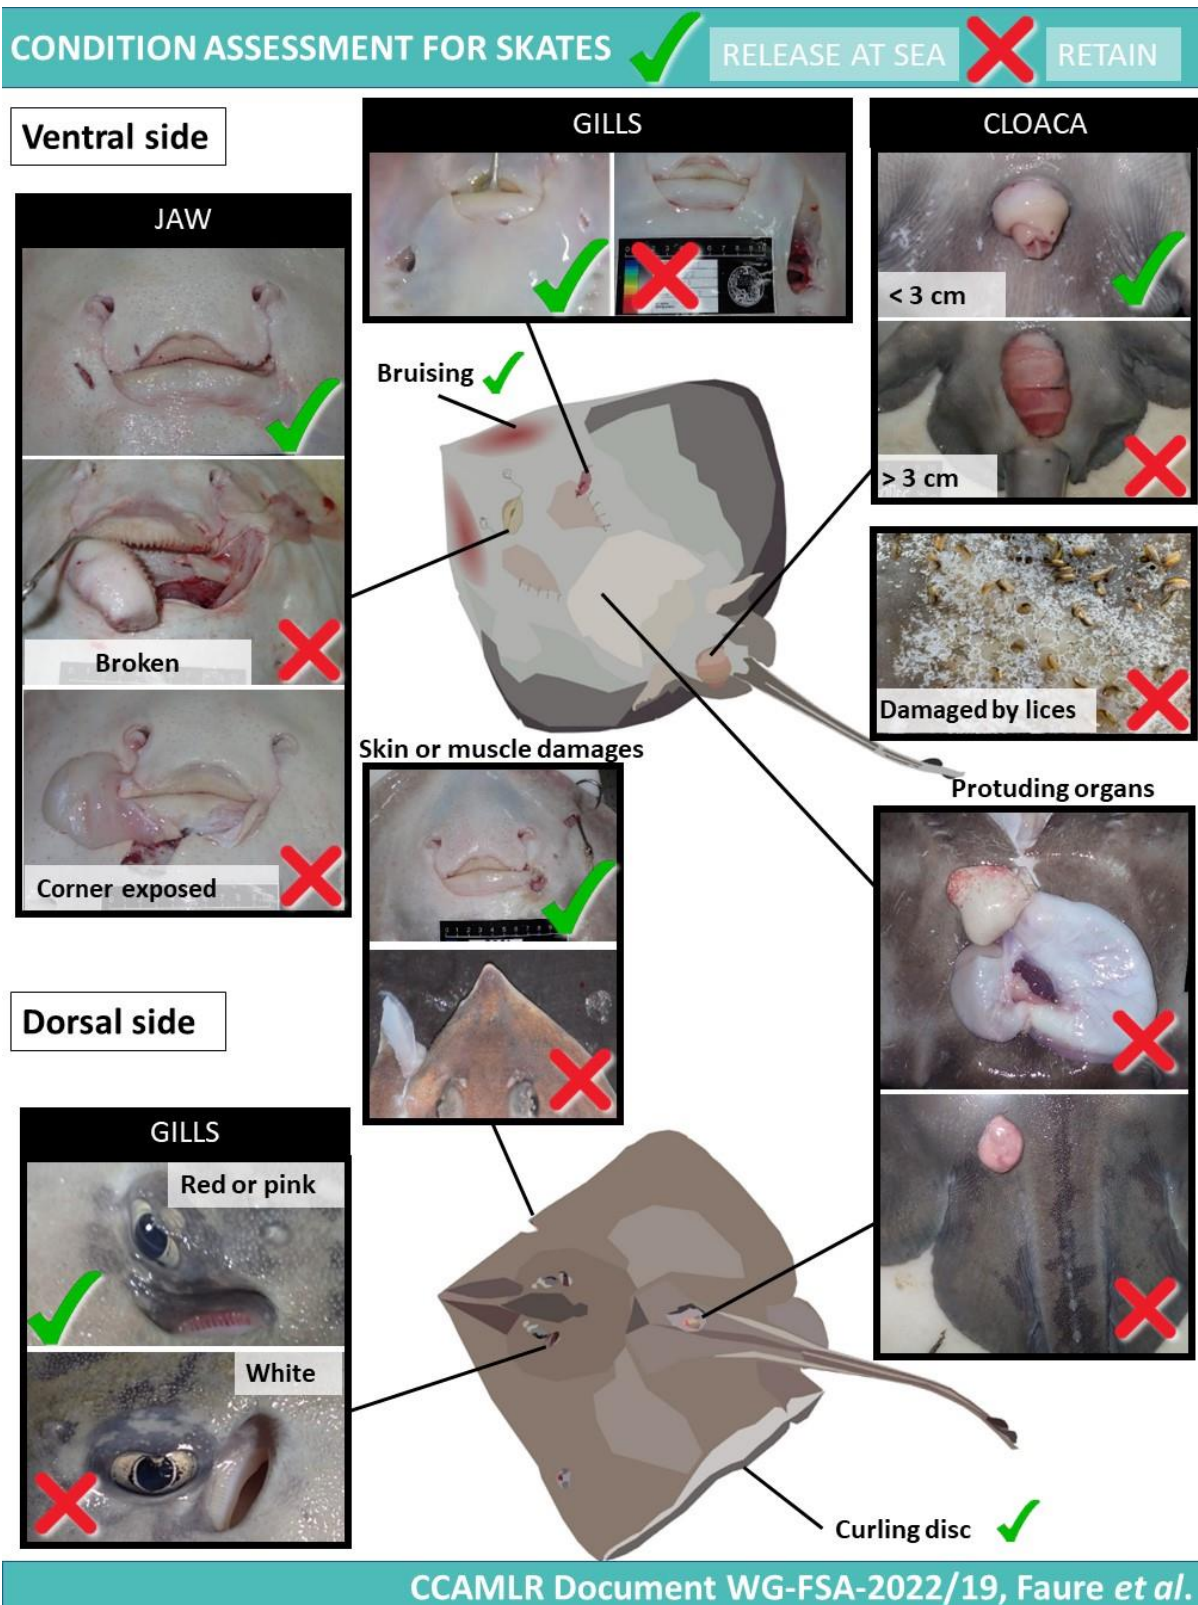 CONDITION ASSESSMENT FOR SKATES
RELEASE AT SEA
RETAIN
Ventral side
JAW
Broken
Corner exposed
GILLS
Bruising
CLOACA
< 3 cm
> 3 cm
Damaged by lices
Skin or muscle damages
Protuding organs
Dorsal side
GILLS
Red or pink
White
Curling disc
CCAMLR Document WG-FSA-2022/19, Faure et al.